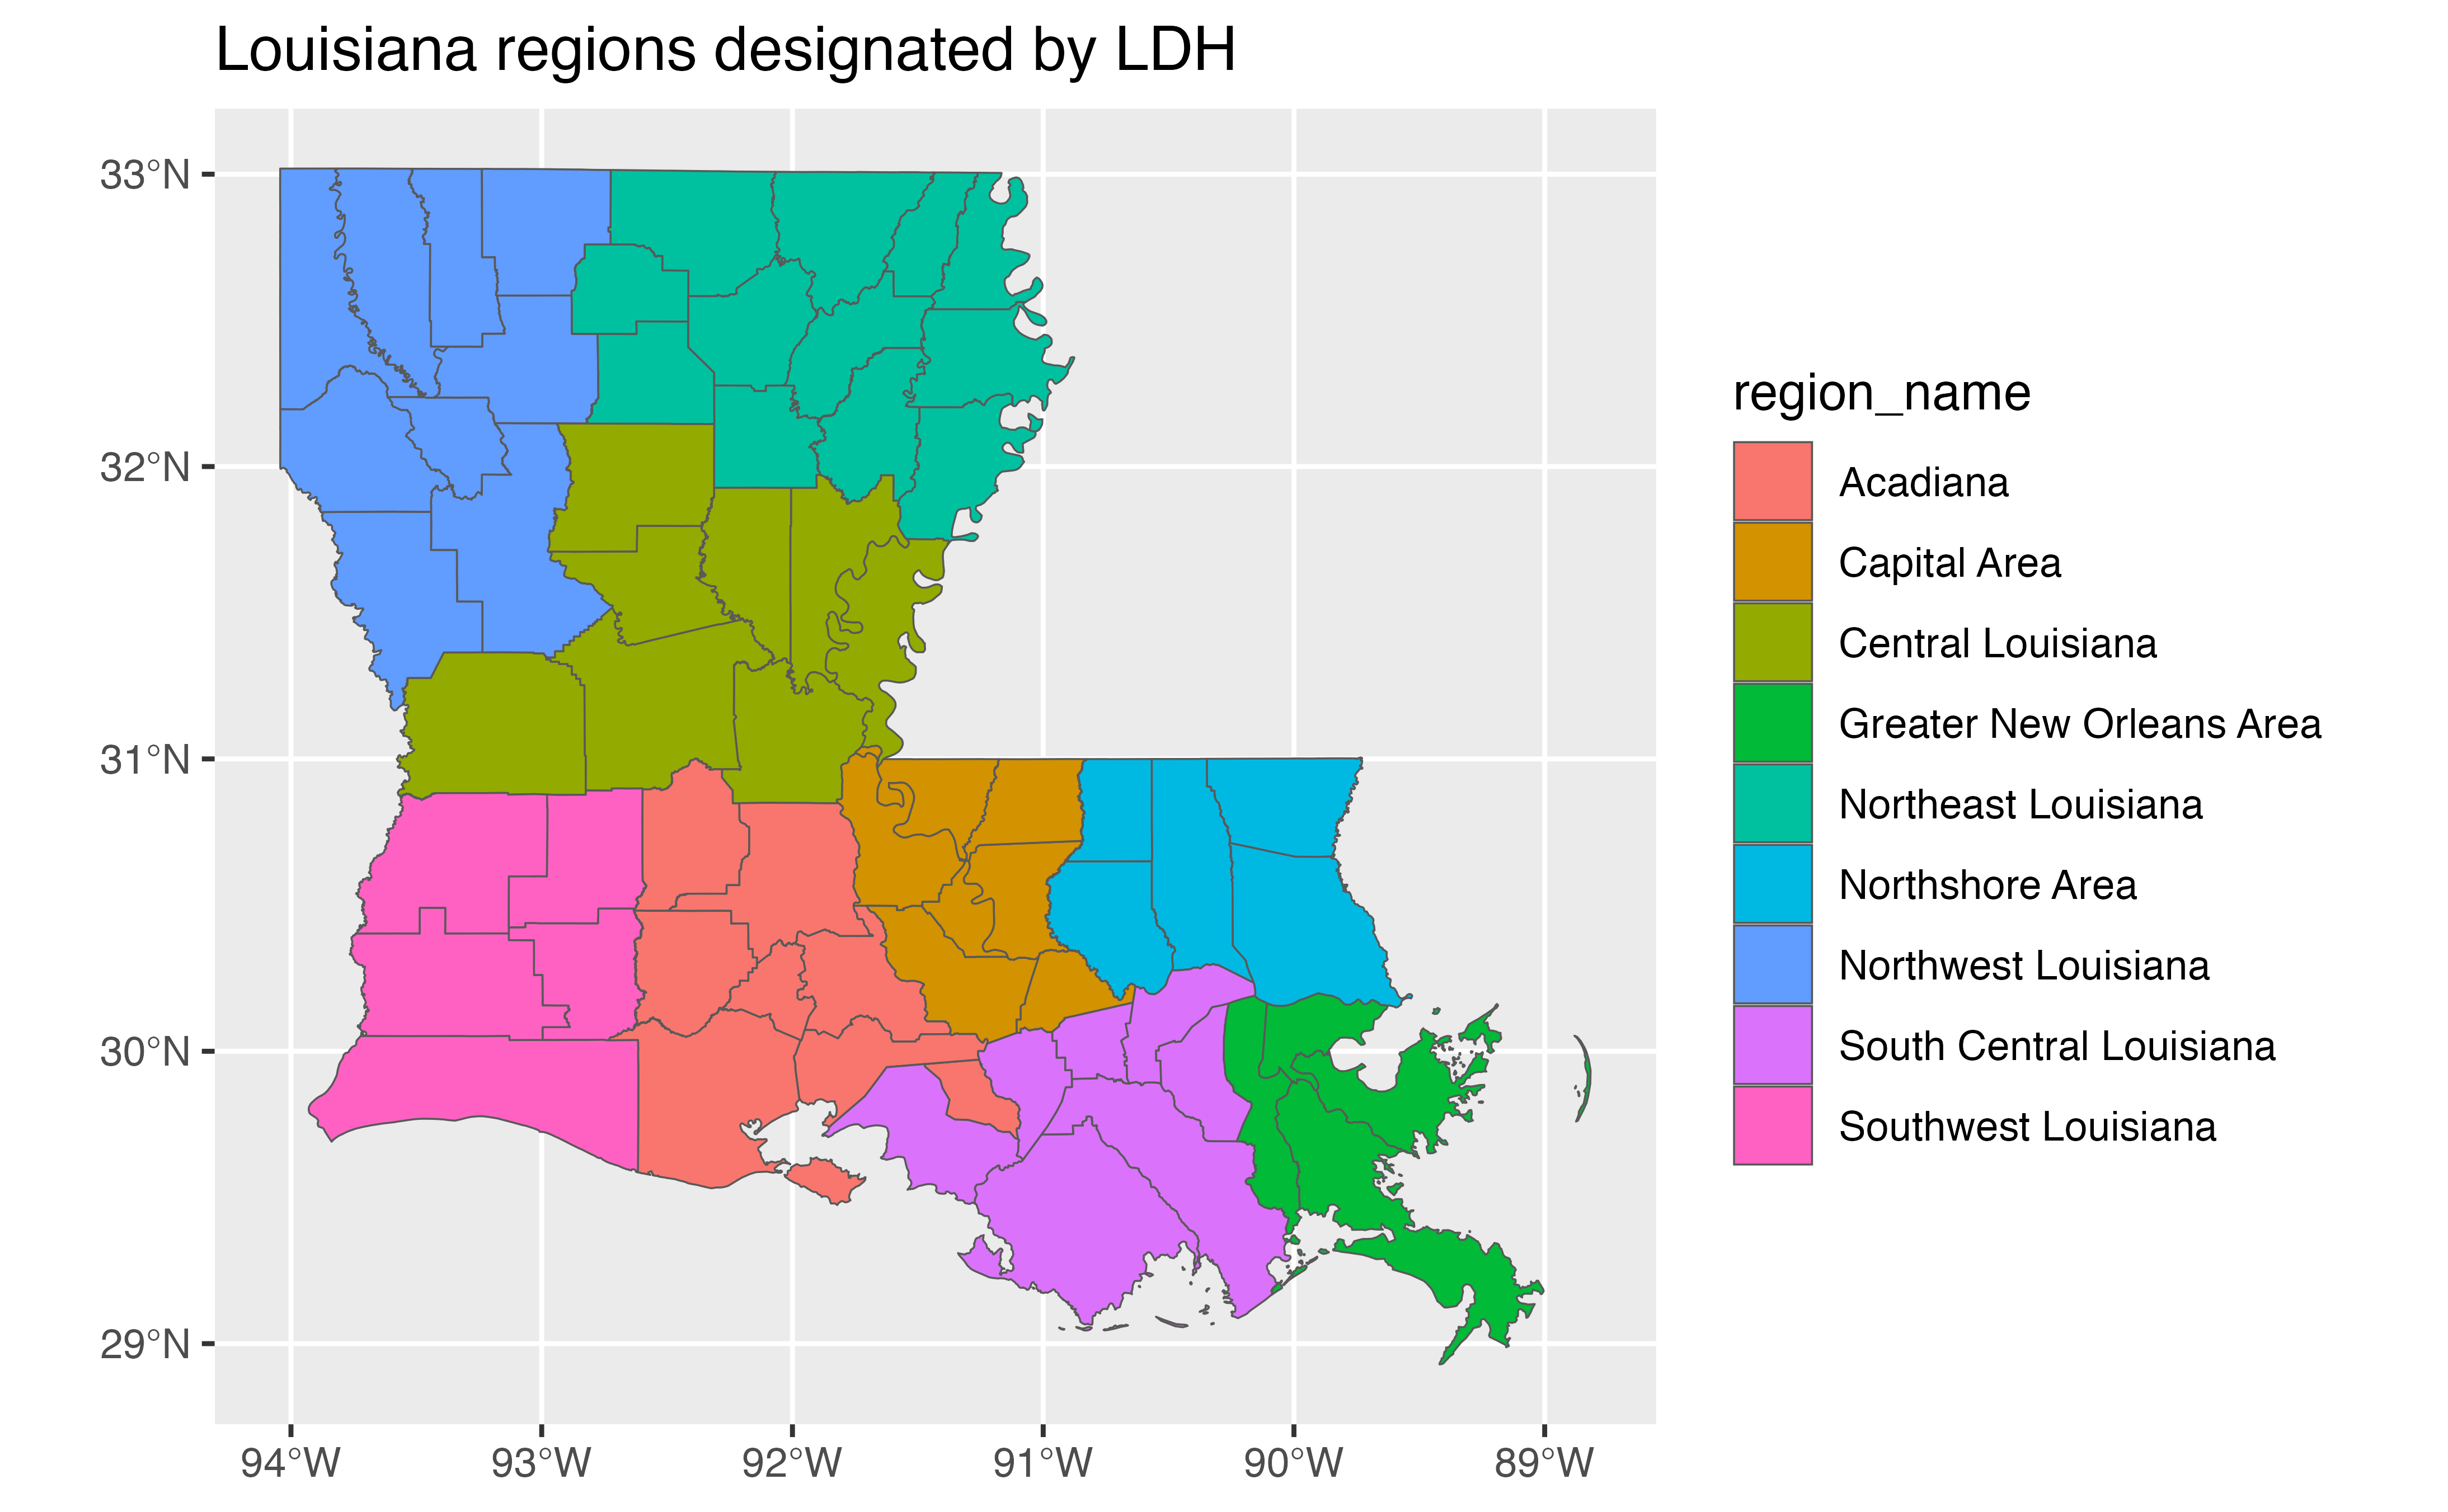 Louisiana regions designated by LDH
33°N
32°N
31°N
30°N
29°N
94°W
93°W
92°W
91°W
90°W
89°W
region_name
Acadiana
Capital Area
Central Louisiana
Greater New Orleans Area
Northeast Louisiana
Northshore Area
Northwest Louisiana
South Central Louisiana
Southwest Louisiana